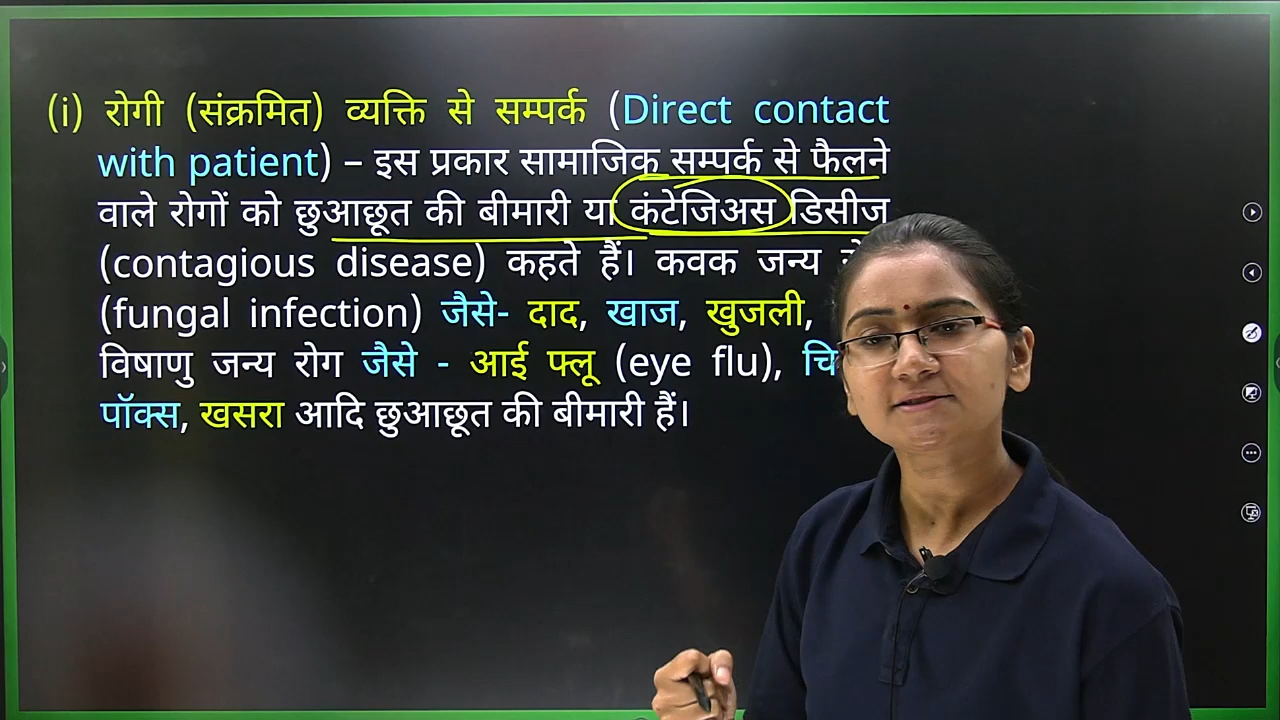 (i) रोगी (संक्रमित) व्यक्ति से सम्पर्क (Direct contact
with patient) – इस प्रकार सामाजिक सम्पर्क से फैलने
वाले रोगों को छुआछूत की बीमारी या कंटेजिअस डिसीज
(contagious disease) कहते हैं। कवक जन्य
(fungal infection) जैसे- दाद, खाज, खुजली,
विषाणु जन्य रोग जैसे - आई फ्लू (eye flu),
पॉक्स, खसरा आदि छुआछूत की बीमारी हैं।